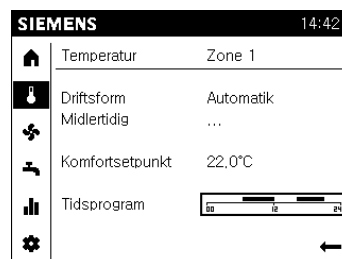 SIEMENS 14:42
Temperatur Zone 1
Driftsform Automatik
Midlertidig ...
Komfortsetpunkt 22,0°C
Tidsprogram
00 12 24